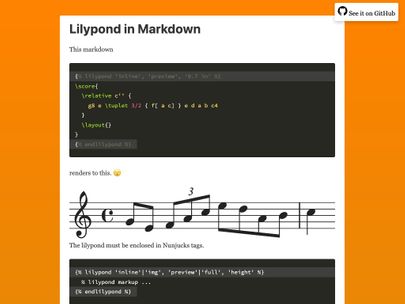 See it on GitHub
Lilypond in Markdown
This markdown
{% lilypond 'inline', 'preview', '9.7 %u' %}
\score{
\relative c'' {
g8 e \tuplet 3/2 { f[ a c] } e d a b c4
}
\layout{}
}
{% endlilypond %}
renders to this.
3
The lilypond must be enclosed in Nunjucks tags.
{% lilypond 'inline'|'img', 'preview'|'full', 'height' %}
% lilypond markup ...
{% endlilypond %}